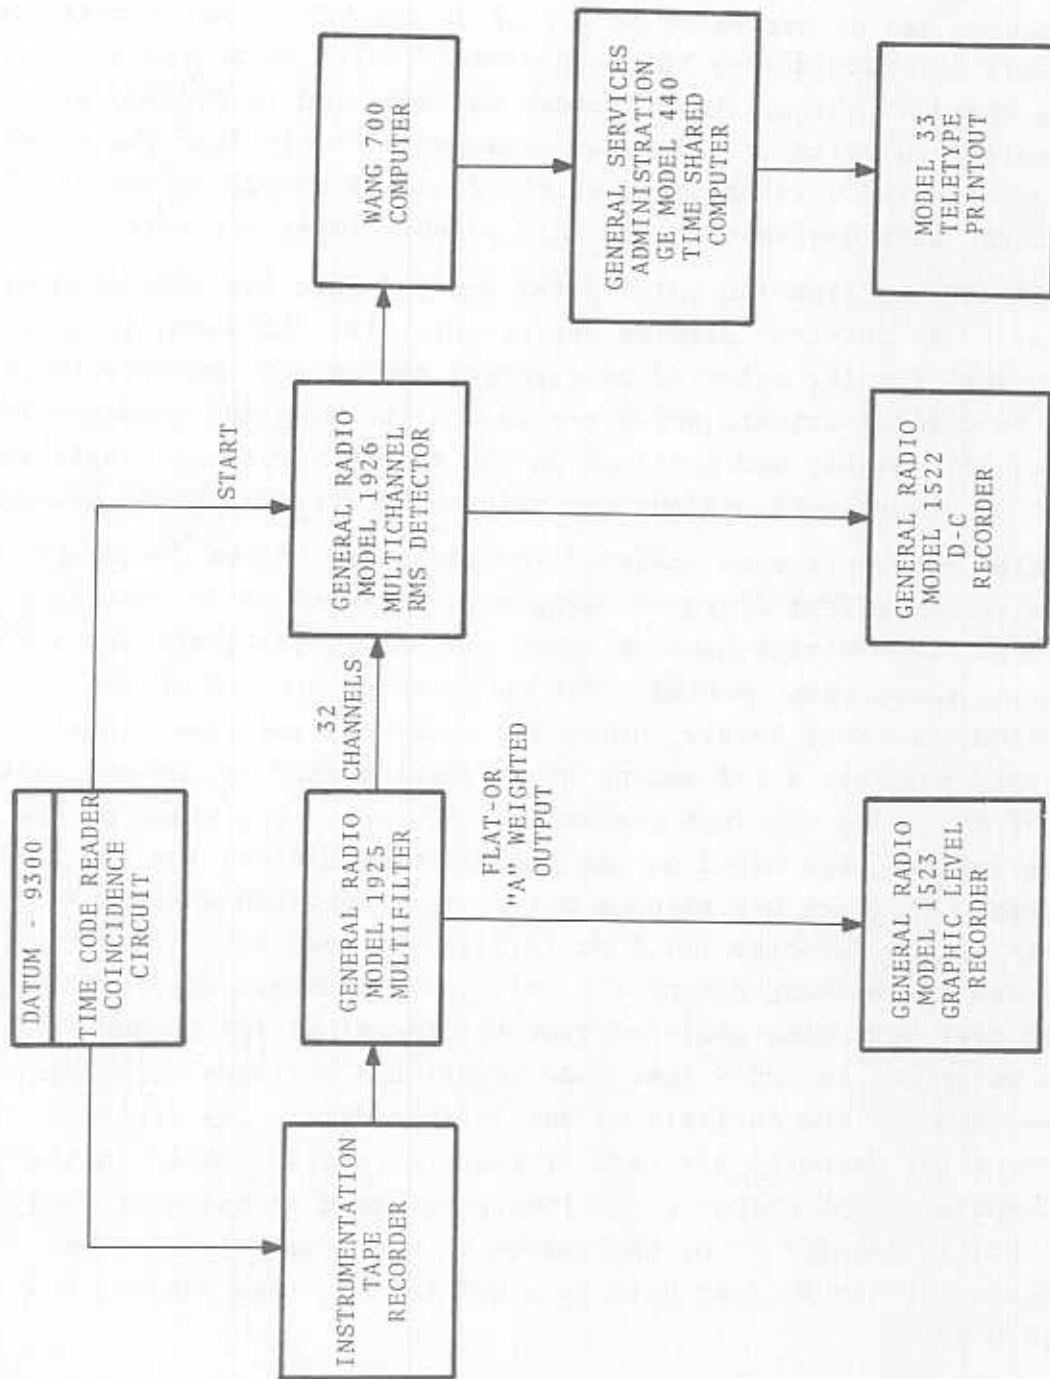 DATUM - 9300
TIME CODE READER
COINCIDENCE
CIRCUIT
START
INSTRUMENTATION
TAPE
RECORDER
GENERAL RADIO
MODEL 1925
MULTIFILTER
32
CHANNELS
GENERAL RADIO
MODEL 1926
MULTICHANNEL
RMS DETECTOR
WANG 700
COMPUTER
FLAT-OR
"A" WEIGHTED
OUTPUT
GENERAL SERVICES
ADMINISTRATION
GE MODEL 440
TIME SHARED
COMPUTER
GENERAL RADIO
MODEL 1523
GRAPHIC LEVEL
RECORDER
GENERAL RADIO
MODEL 1522
D-C
RECORDER
MODEL 33
TELETYPE
PRINTOUT